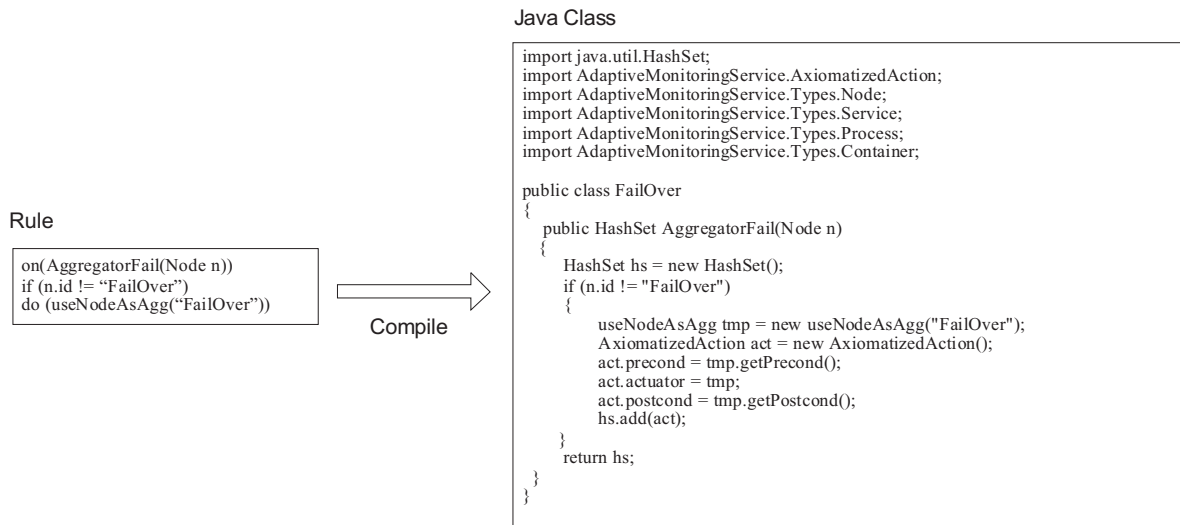 Java Class
import java.util.HashSet;
import AdaptiveMonitoringService.AxiomatizedAction;
import AdaptiveMonitoringService.Types.Node;
import AdaptiveMonitoringService.Types.Service;
import AdaptiveMonitoringService.Types.Process;
import AdaptiveMonitoringService.Types.Container;
public class FailOver
{
public HashSet AggregatorFail(Node n)
{
HashSet hs = new HashSet();
if (n.id != "FailOver")
{
useNodeAsAgg tmp = new useNodeAsAgg("FailOver");
AxiomatizedAction act = new AxiomatizedAction();
act.precond = tmp.getPrecond();
act.actuator = tmp;
act.postcond = tmp.getPostcond();
hs.add(act);
}
return hs;
}
}
Rule
on(AggregatorFail(Node n))
if (n.id != “FailOver”)
do (useNodeAsAgg(“FailOver”))
Compile